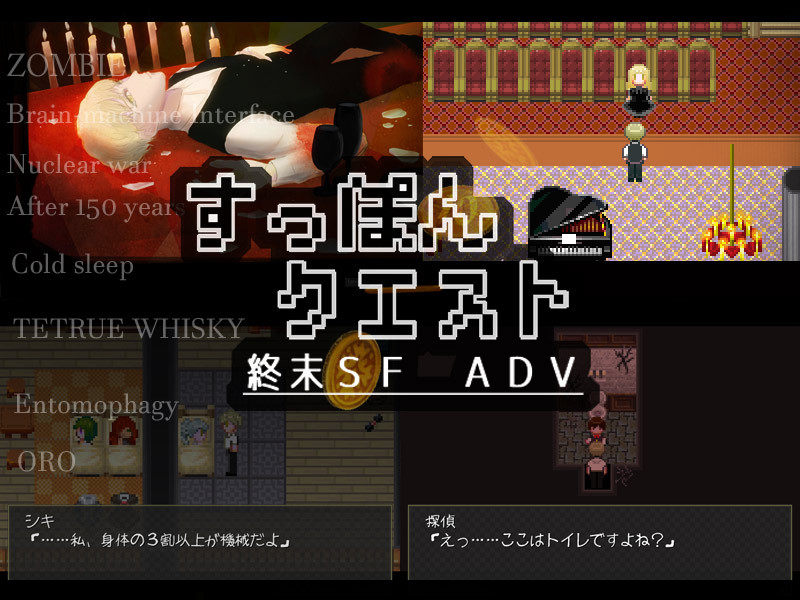 ZOMBIE
Brain-machine Interface
Nuclear war
After 150 years
Cold sleep
TETRUE WHISKY
Entomophagy
ORO
すっぽん
クエスト
終末SF ADV
シキ
『……私、身体の３割以上が機械だよ』
探偵
『えっ……ここはトイレですよね？』